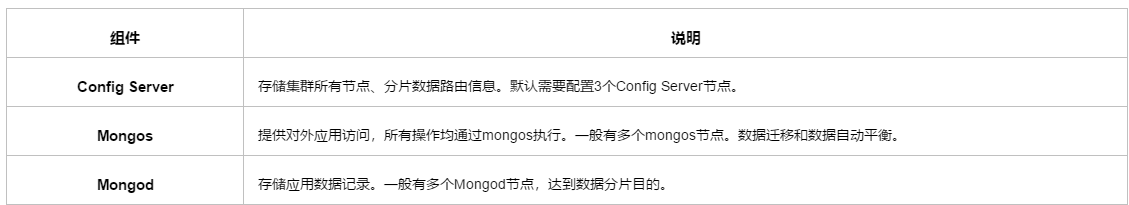 组件 说明
Config Server 存储集群所有节点、分片数据路由信息。默认需要配置3个Config Server节点。
Mongos 提供对外应用访问，所有操作均通过mongos执行。一般有多个mongos节点。数据迁移和数据自动平衡。
Mongod 存储应用数据记录。一般有多个Mongod节点，达到数据分片目的。